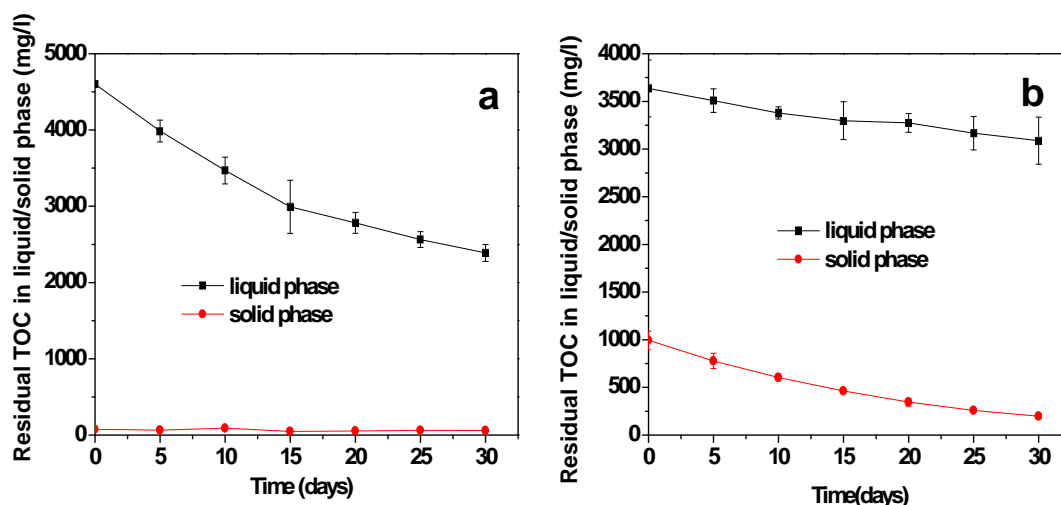 Residual TOC in liquid/solid phase (mg/l)
5000
4000
3000
2000
1000
0
a
liquid phase
solid phase
0 5 10 15 20 25 30
Time (days)
Residual TOC in liquid/solid phase (mg/l)
4000
3500
3000
2500
2000
1500
1000
500
0
b
liquid phase
solid phase
0 5 10 15 20 25 30
Time(days)